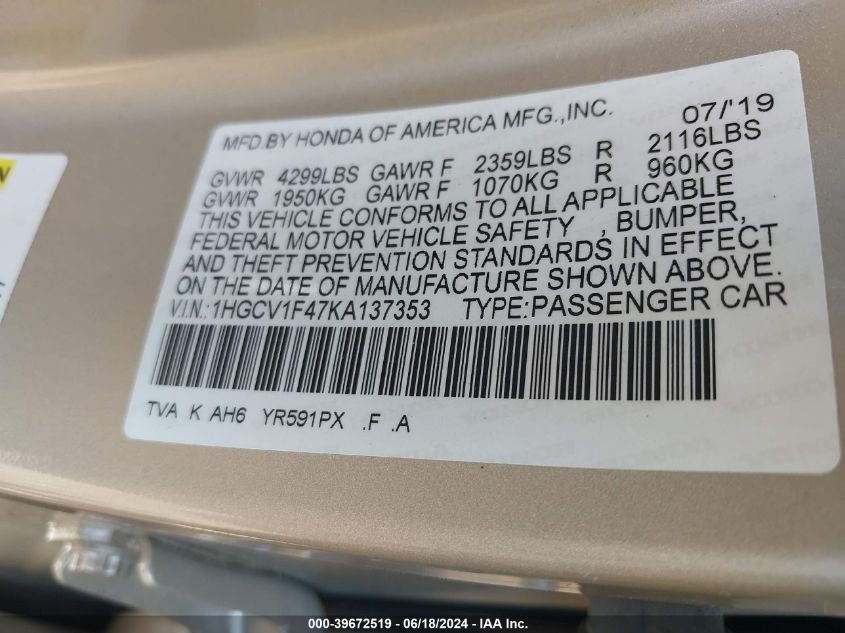 MFD.BY HONDA OF AMERICA MFG.,INC. 07/'19
GVWR 4299LBS GAWR F 2359LBS R 2116LBS
GVWR 1950KG GAWR F 1070KG R 960KG
THIS VEHICLE CONFORMS TO ALL APPLICABLE
FEDERAL MOTOR VEHICLE SAFETY , BUMPER,
AND THEFT PREVENTION STANDARDS IN EFFECT
ON THE DATE OF MANUFACTURE SHOWN ABOVE.
V.I.N.:1HGCV1F47KA137353 TYPE:PASSENGER CAR
TVA K AH6 YR591PX .F .A
000-39672519 - 06/18/2024 - IAA Inc.